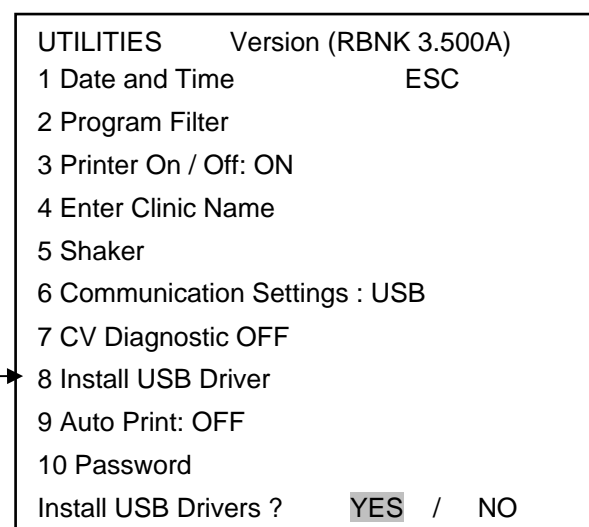 UTILITIES Version (RBNK 3.500A)
1 Date and Time ESC
2 Program Filter
3 Printer On / Off: ON
4 Enter Clinic Name
5 Shaker
6 Communication Settings : USB
7 CV Diagnostic OFF
8 Install USB Driver
9 Auto Print: OFF
10 Password
Install USB Drivers ? YES / NO